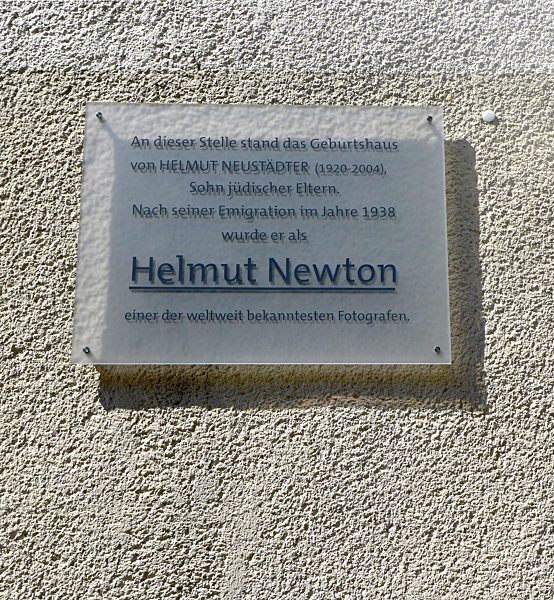 An dieser Stelle stand das Geburtshaus
von HELMUT NEUSTÄDTER (1920-2004),
Sohn jüdischer Eltern.
Nach seiner Emigration im Jahre 1938
wurde er als
Helmut Newton
einer der weltweit bekanntesten Fotografen.